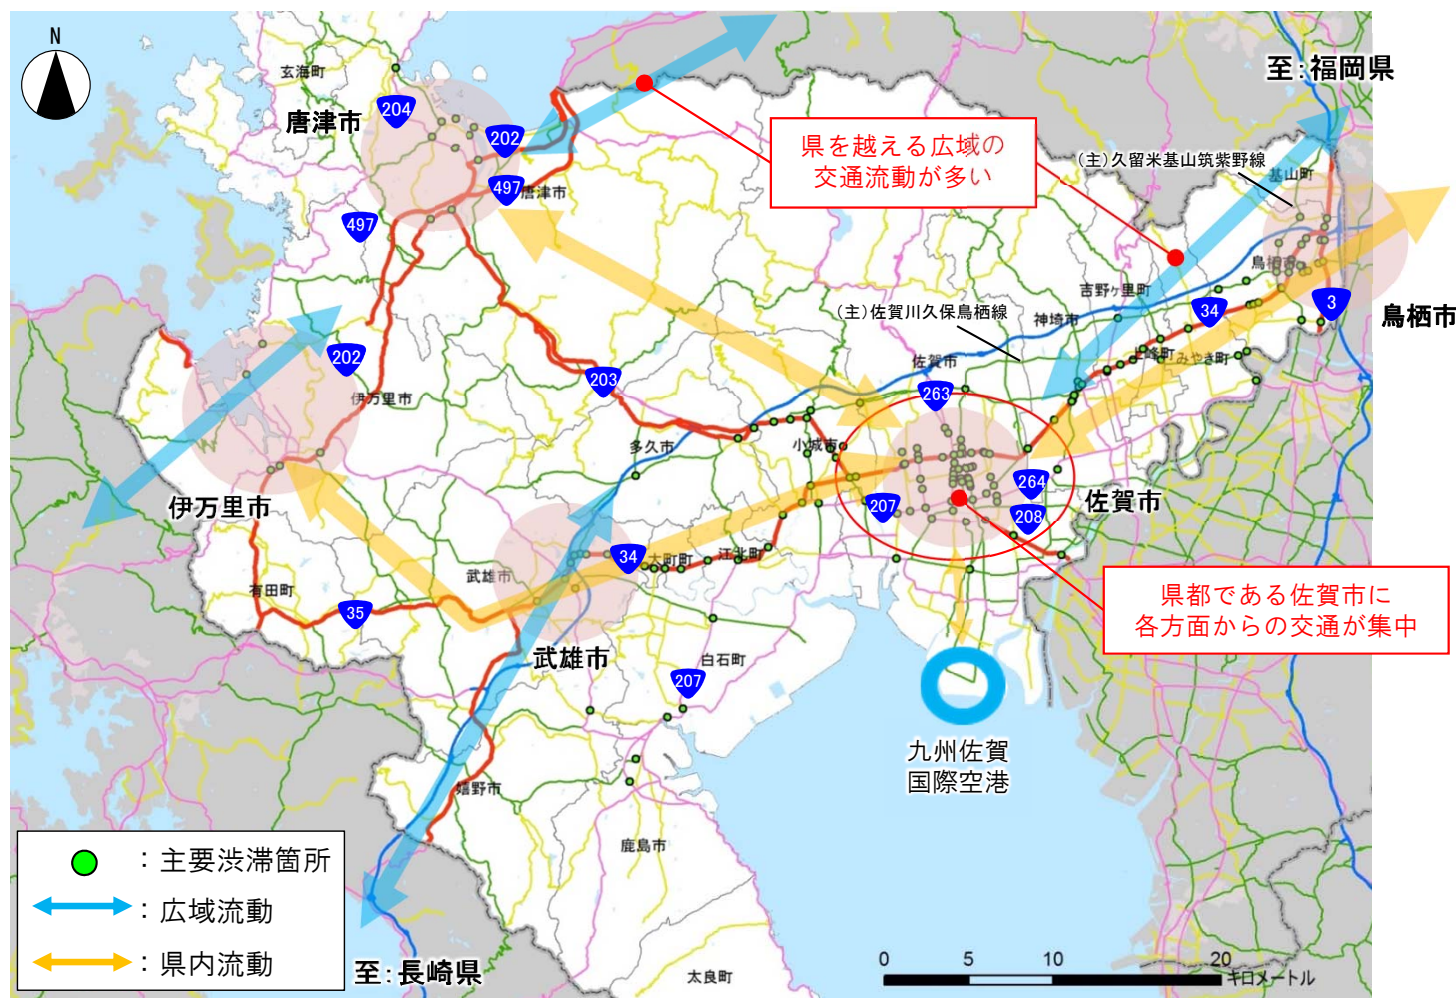 N
玄海町
唐津市
204
202
497
唐津市
497
県を越える広域の
交通流動が多い
至:福岡県
(主)久留米基山筑紫野線
基山町
鳥栖市
吉野ヶ里町
34
3
鳥栖市
神埼市
(主)佐賀川久保鳥栖線
上峰町
みやき町
佐賀市
263
202
伊万里市
203
多久市
小城市
伊万里市
207
264
208
佐賀市
武雄市
34
大町町
江北町
有田町
35
県都である佐賀市に
各方面からの交通が集中
武雄市
白石町
207
九州佐賀
国際空港
嬉野市
鹿島市
:主要渋滞箇所
:広域流動
:県内流動
至:長崎県
太良町
0 5 10 20
キロメートル